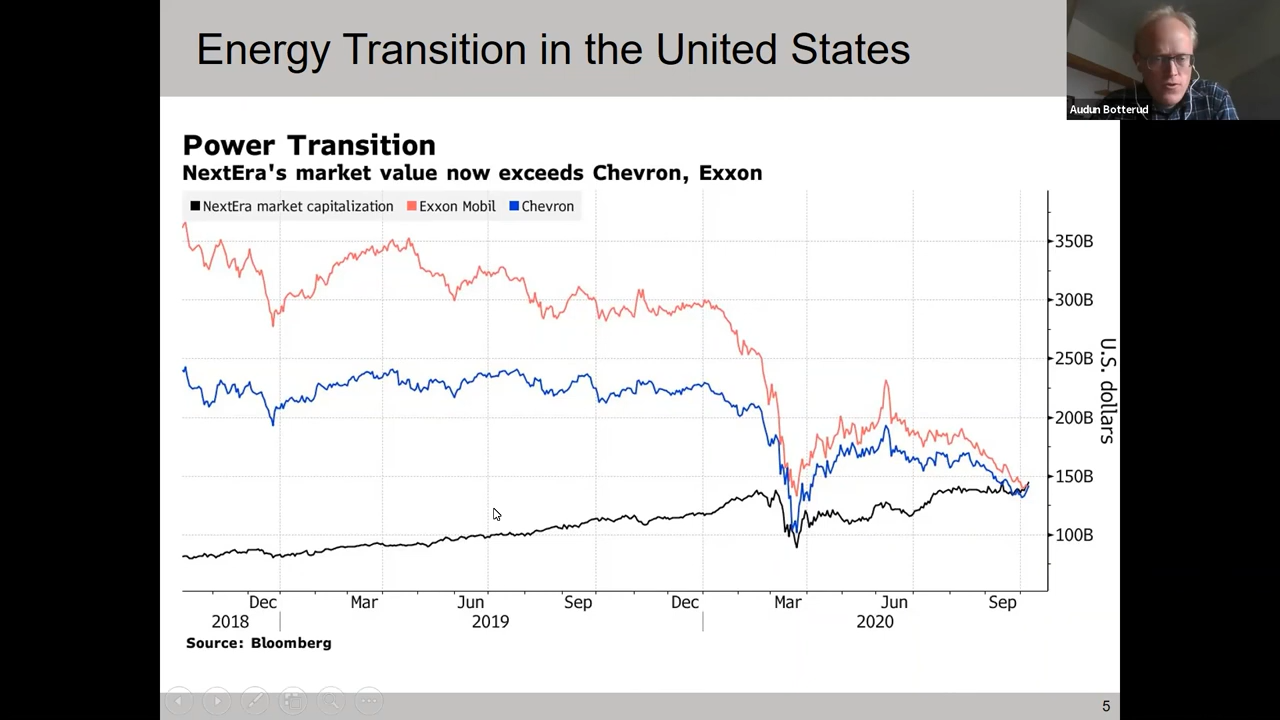 Energy Transition in the United States
Audun Botterud
Power Transition
NextEra's market value now exceeds Chevron, Exxon
NextEra market capitalization Exxon Mobil Chevron
350B
300B
250B
200B
150B
100B
U.S. dollars
Dec Mar Jun Sep Dec Mar Jun Sep
2018 2019 2020
Source: Bloomberg
5